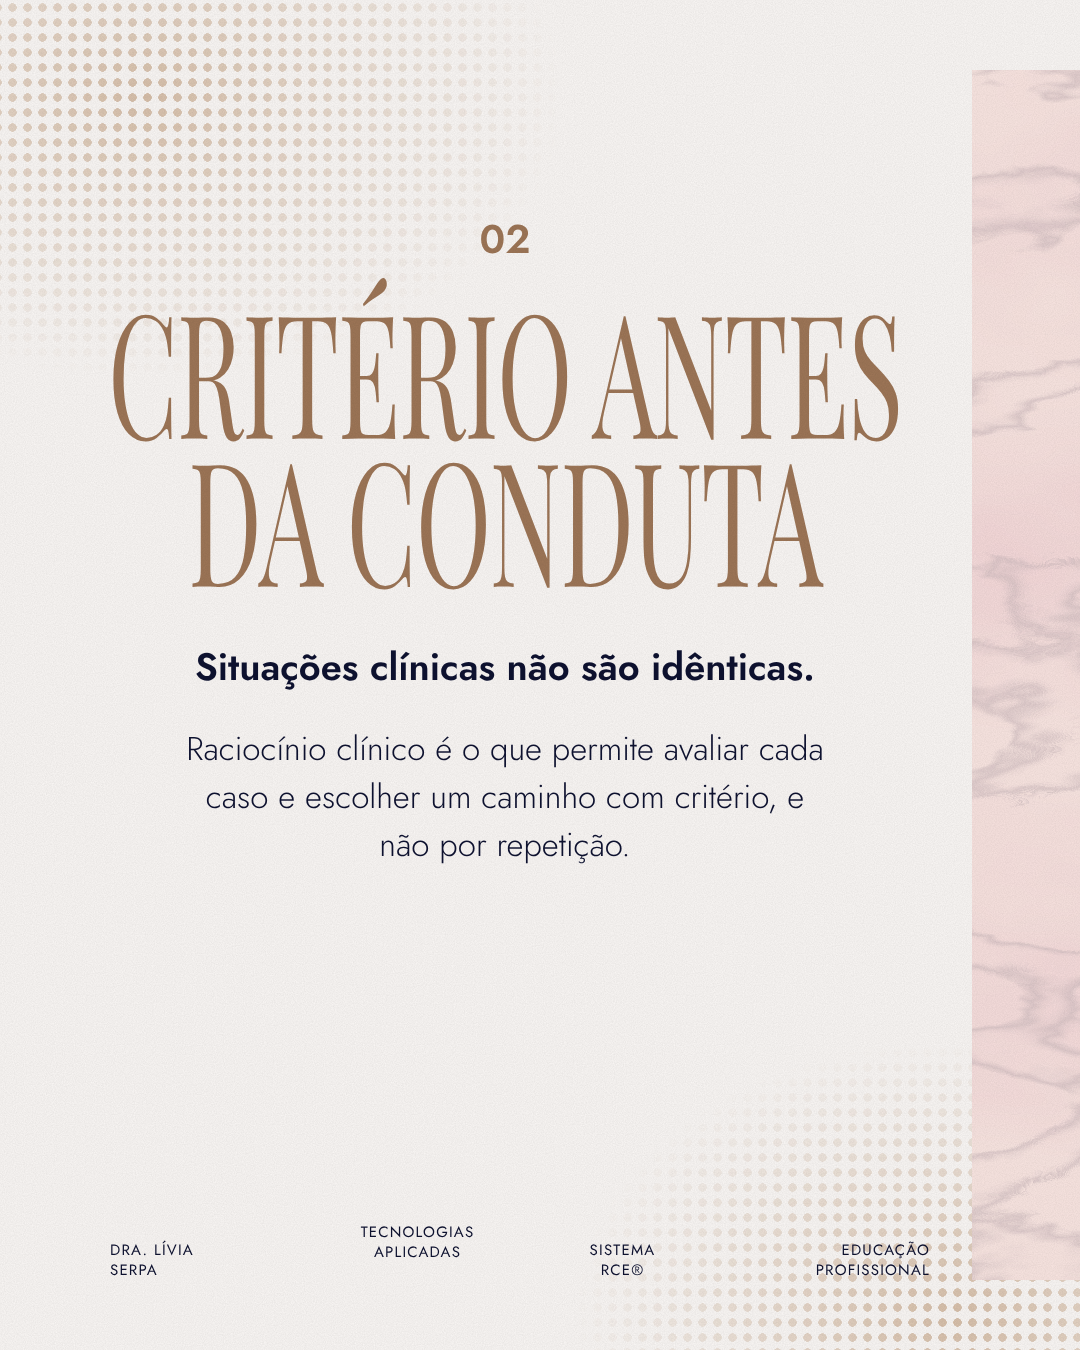 02
CRITÉRIO ANTES
DA CONDUTA
Situações clínicas não são idênticas.
Raciocínio clínico é o que permite avaliar cada
caso e escolher um caminho com critério, e
não por repetição.
DRA. LÍVIA
SERPA
TECNOLOGIAS
APLICADAS
SISTEMA
RCE®
EDUCAÇÃO
PROFISSIONAL